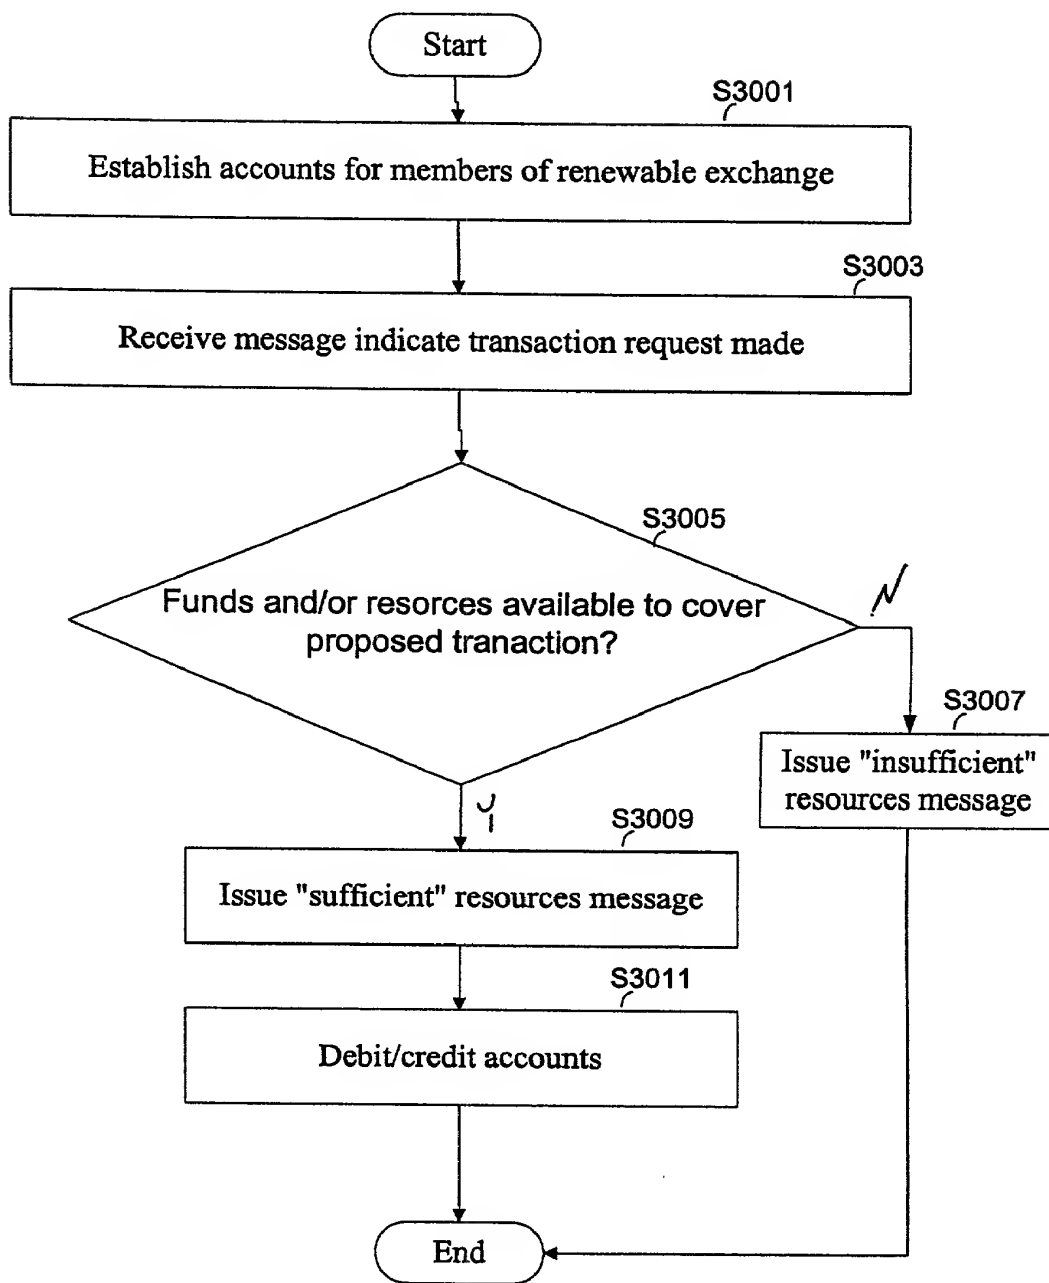 Start
S3001
Establish accounts for members of renewable exchange
S3003
Receive message indicate transaction request made
S3005
Funds and/or resorces available to cover
proposed tranaction?
N
S3007
Issue "insufficient"
resources message
Y
S3009
Issue "sufficient" resources message
S3011
Debit/credit accounts
End